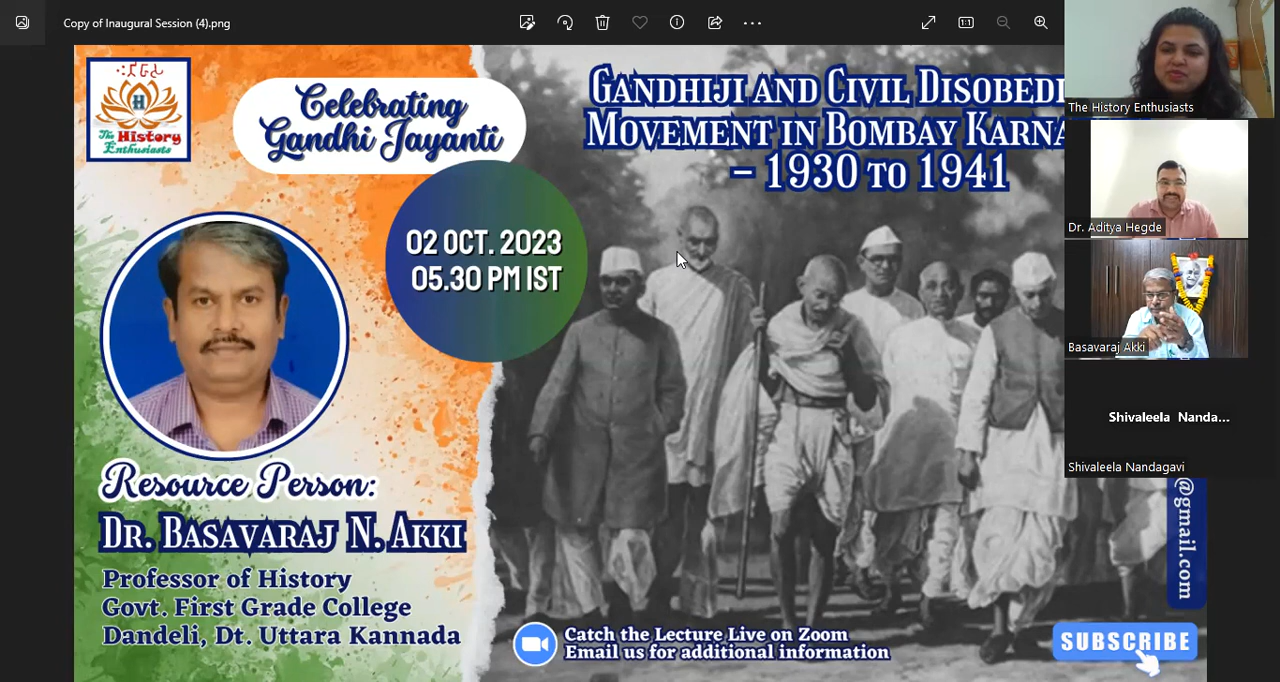 Copy of Inaugural Session (4).png
The
History
Enthusiasts
Celebrating
Gandhi Jayanti
02 OCT. 2023
05.30 PM IST
GANDHIJI AND CIVIL DISOBEDI
MOVEMENT IN BOMBAY KARNA
– 1930 TO 1941
Resource Person:
DR. BASAVARAJ N. AKKI
Professor of History
Govt. First Grade College
Dandeli, Dt. Uttara Kannada
Catch the Lecture Live on Zoom
Email us for additional information
@gmail.com
SUBSCRIBE
The History Enthusiasts
Dr. Aditya Hegde
Basavaraj Akki
Shivaleela Nanda...
Shivaleela Nandagavi